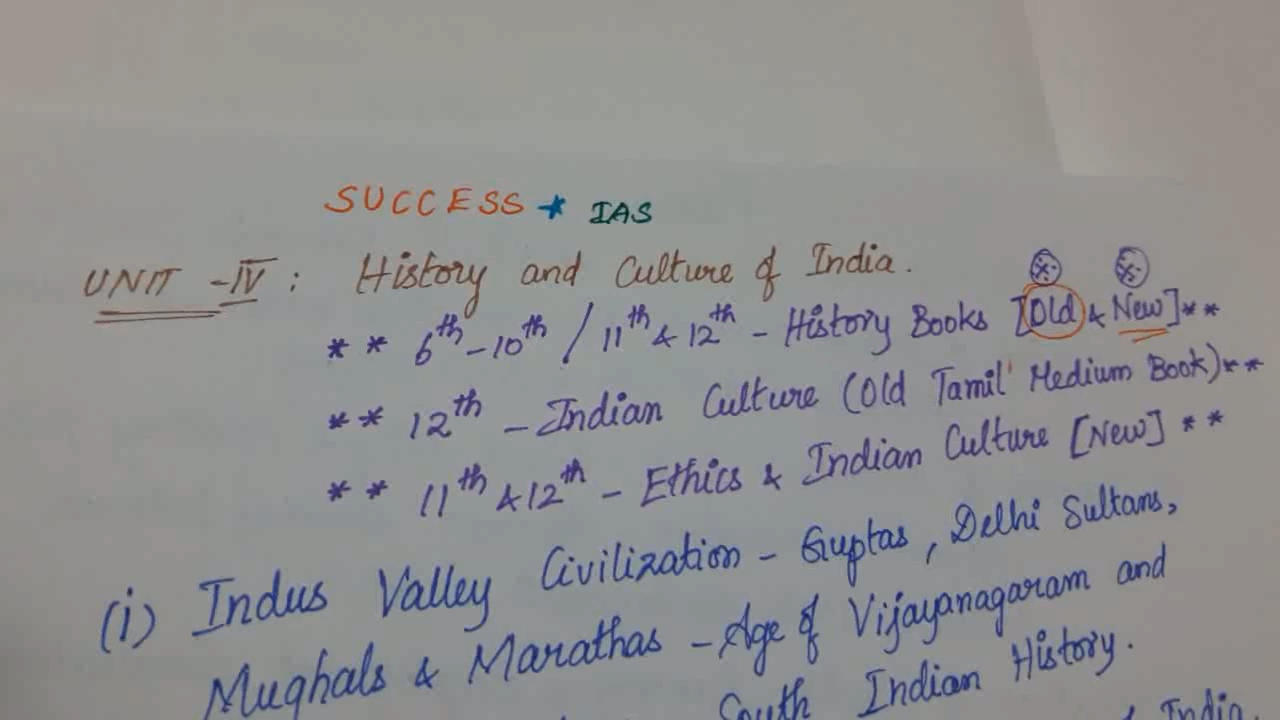 SUCCESS * IAS
UNIT - IV : History and Culture of India.
** 6th - 10th / 11th & 12th - History Books [Old & New]**
** 12th - Indian Culture (Old Tamil Medium Book)**
** 11th & 12th - Ethics & Indian Culture [New] **
(i) Indus Valley Civilization - Guptas, Delhi Sultans,
Mughals & Marathas - Age of Vijayanagaram and
South Indian History.
India